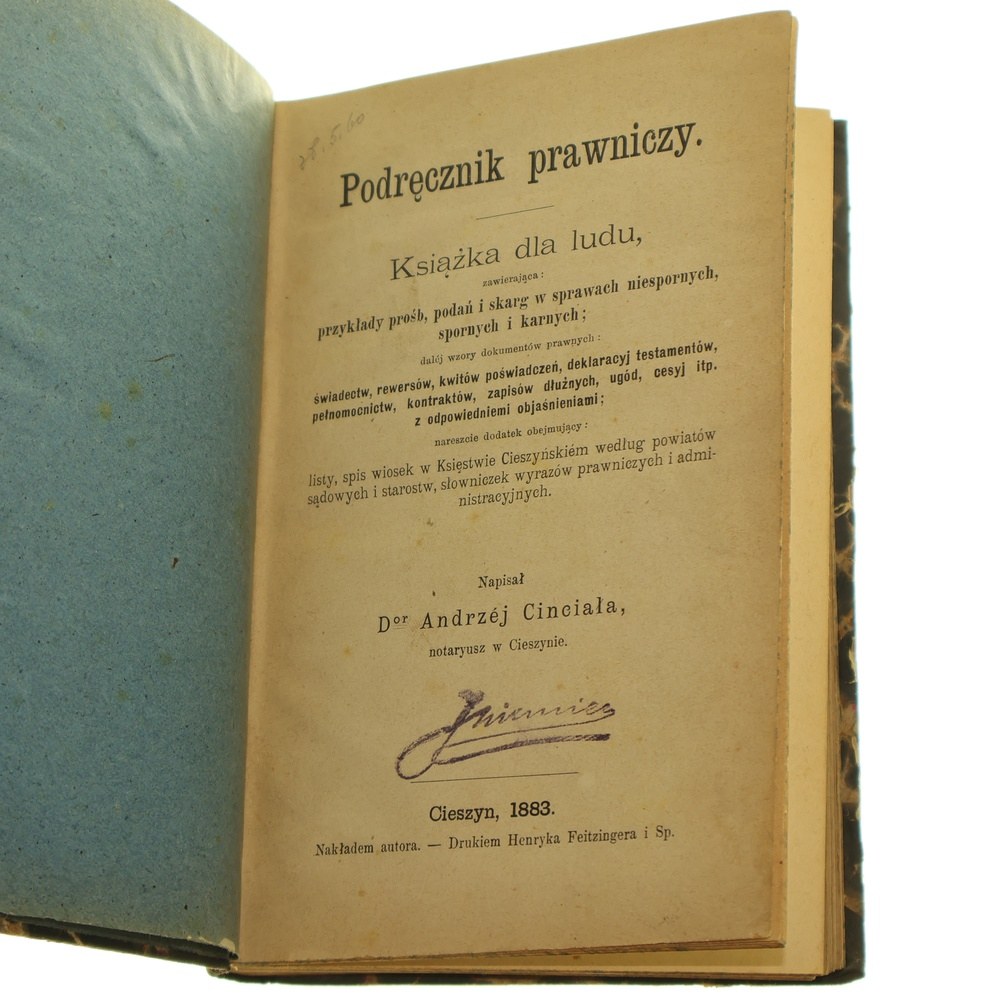 Podręcznik prawniczy.
Książka dla ludu,
zawierająca:
przykłady prośb, podań i skarg w sprawach niespornych,
spornych i karnych;
daléj wzory dokumentów prawnych:
świadectw, rewersów, kwitów poświadczeń, deklaracyj testamentów,
pełnomocnictw, kontraktów, zapisów dłużnych, ugód, cesyj itp.
z odpowiedniemi objaśnieniami;
nareszcie dodatek obejmujący:
listy, spis wiosek w Księstwie Cieszyńskiém według powiatów
sądowych i starostw, słowniczek wyrazów prawniczych i admi-
nistracyjnych.
Napisał
Dor Andrzéj Cinciała,
notaryusz w Cieszynie.
Cieszyn, 1883.
Nakładem autora. — Drukiem Henryka Feitzingera i Sp.